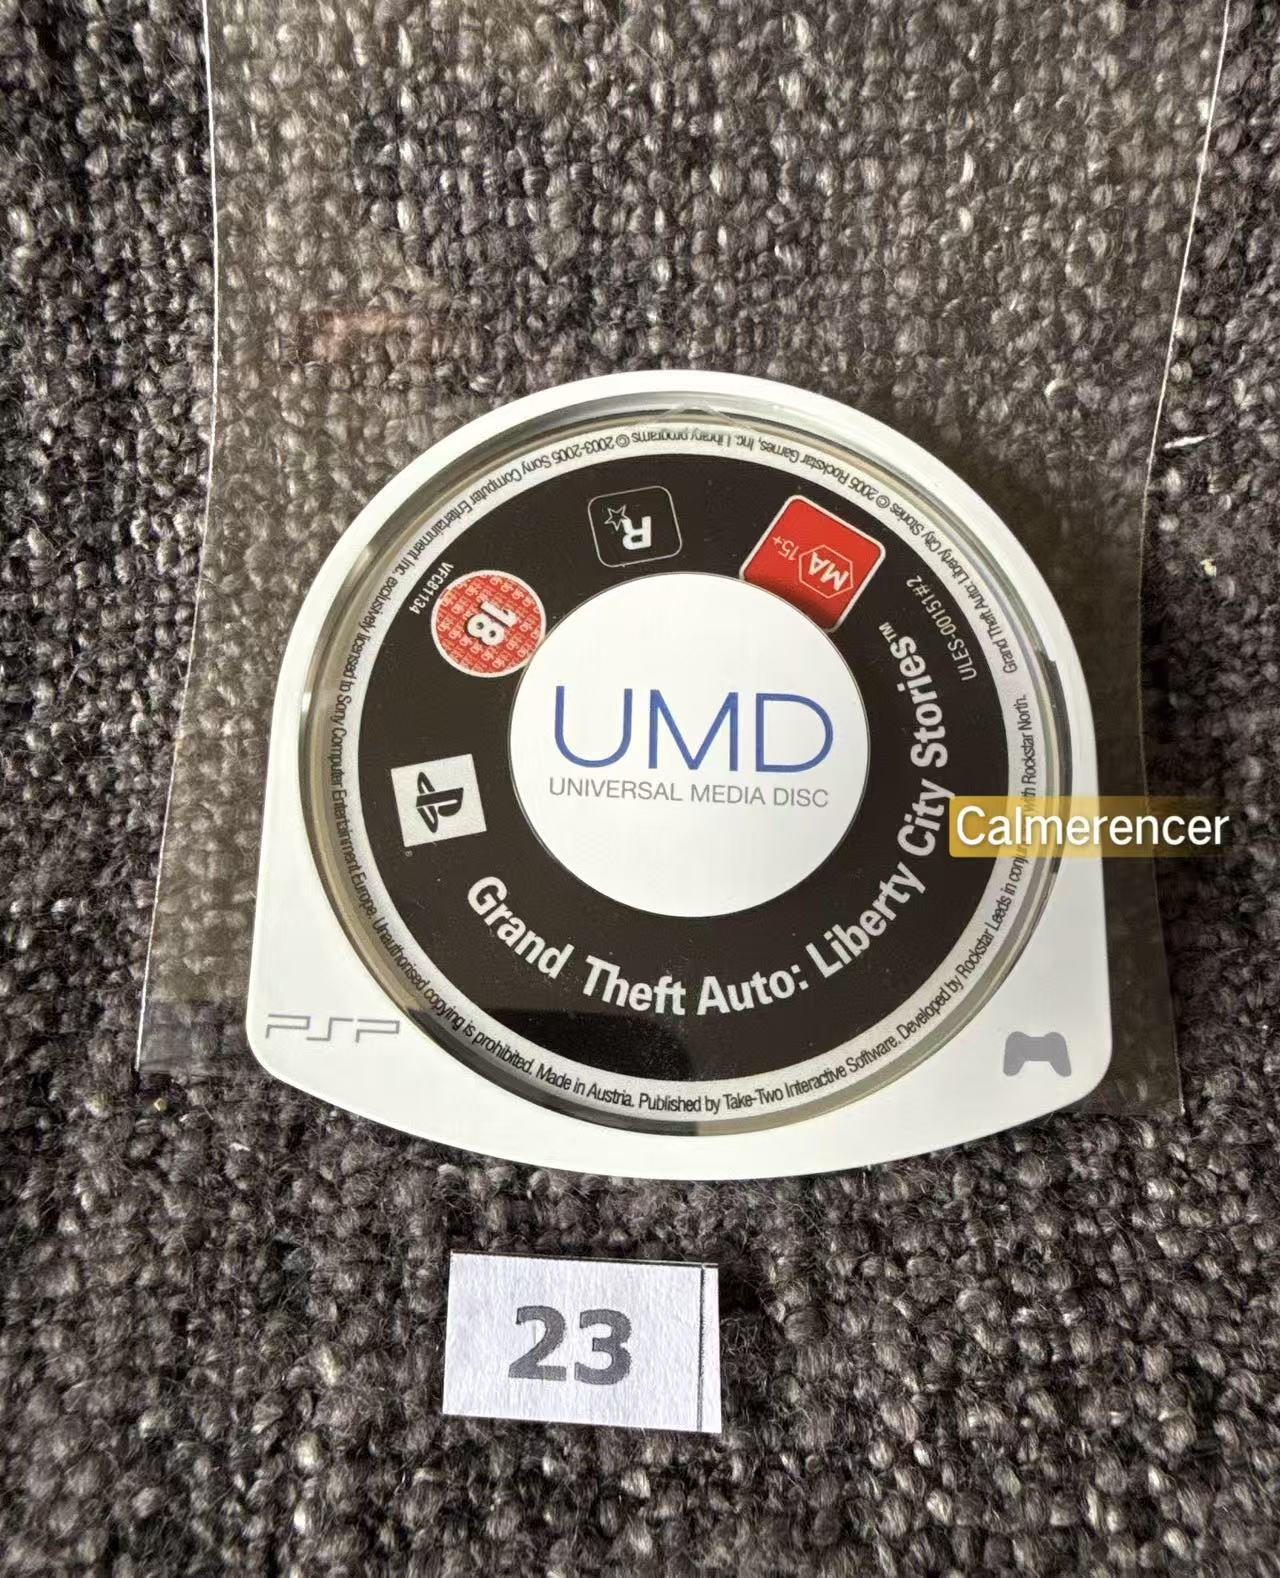 UMD
UNIVERSAL MEDIA DISC
Grand Theft Auto: Liberty City Stories™
R
MA 15+
18
VFC81134
ULES-00151#2
Grand Theft Auto: Liberty City Stories © 2005 Rockstar Games, Inc. Library programs © 2003-2005 Sony Computer Entertainment Inc. exclusively licensed to Sony Computer Entertainment Europe. Unauthorised copying is prohibited. Made in Austria. Published by Take-Two Interactive Software. Developed by Rockstar Leeds in with Rockstar North.
Calmerencer
PSP
23